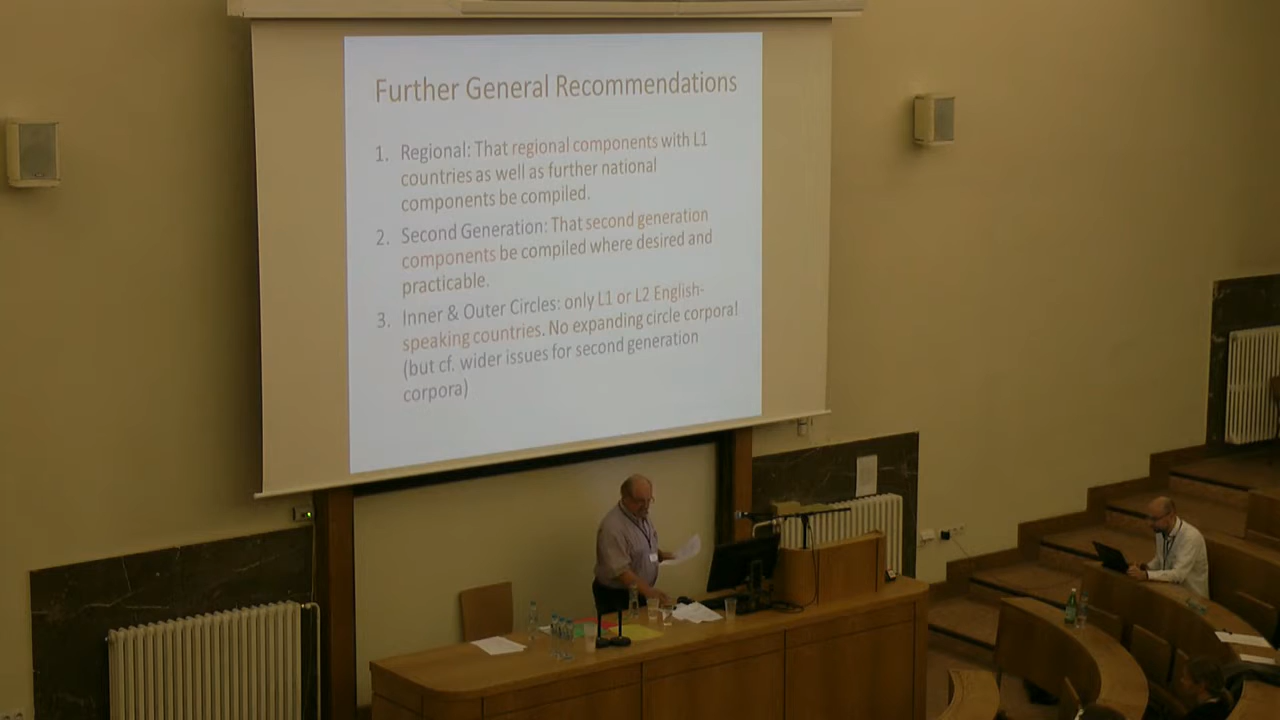 Further General Recommendations
1. Regional: That regional components with L1
countries as well as further national
components be compiled.
2. Second Generation: That second generation
components be compiled where desired and
practicable.
3. Inner & Outer Circles: only L1 or L2 English-
speaking countries. No expanding circle corpora!
(but cf. wider issues for second generation
corpora)